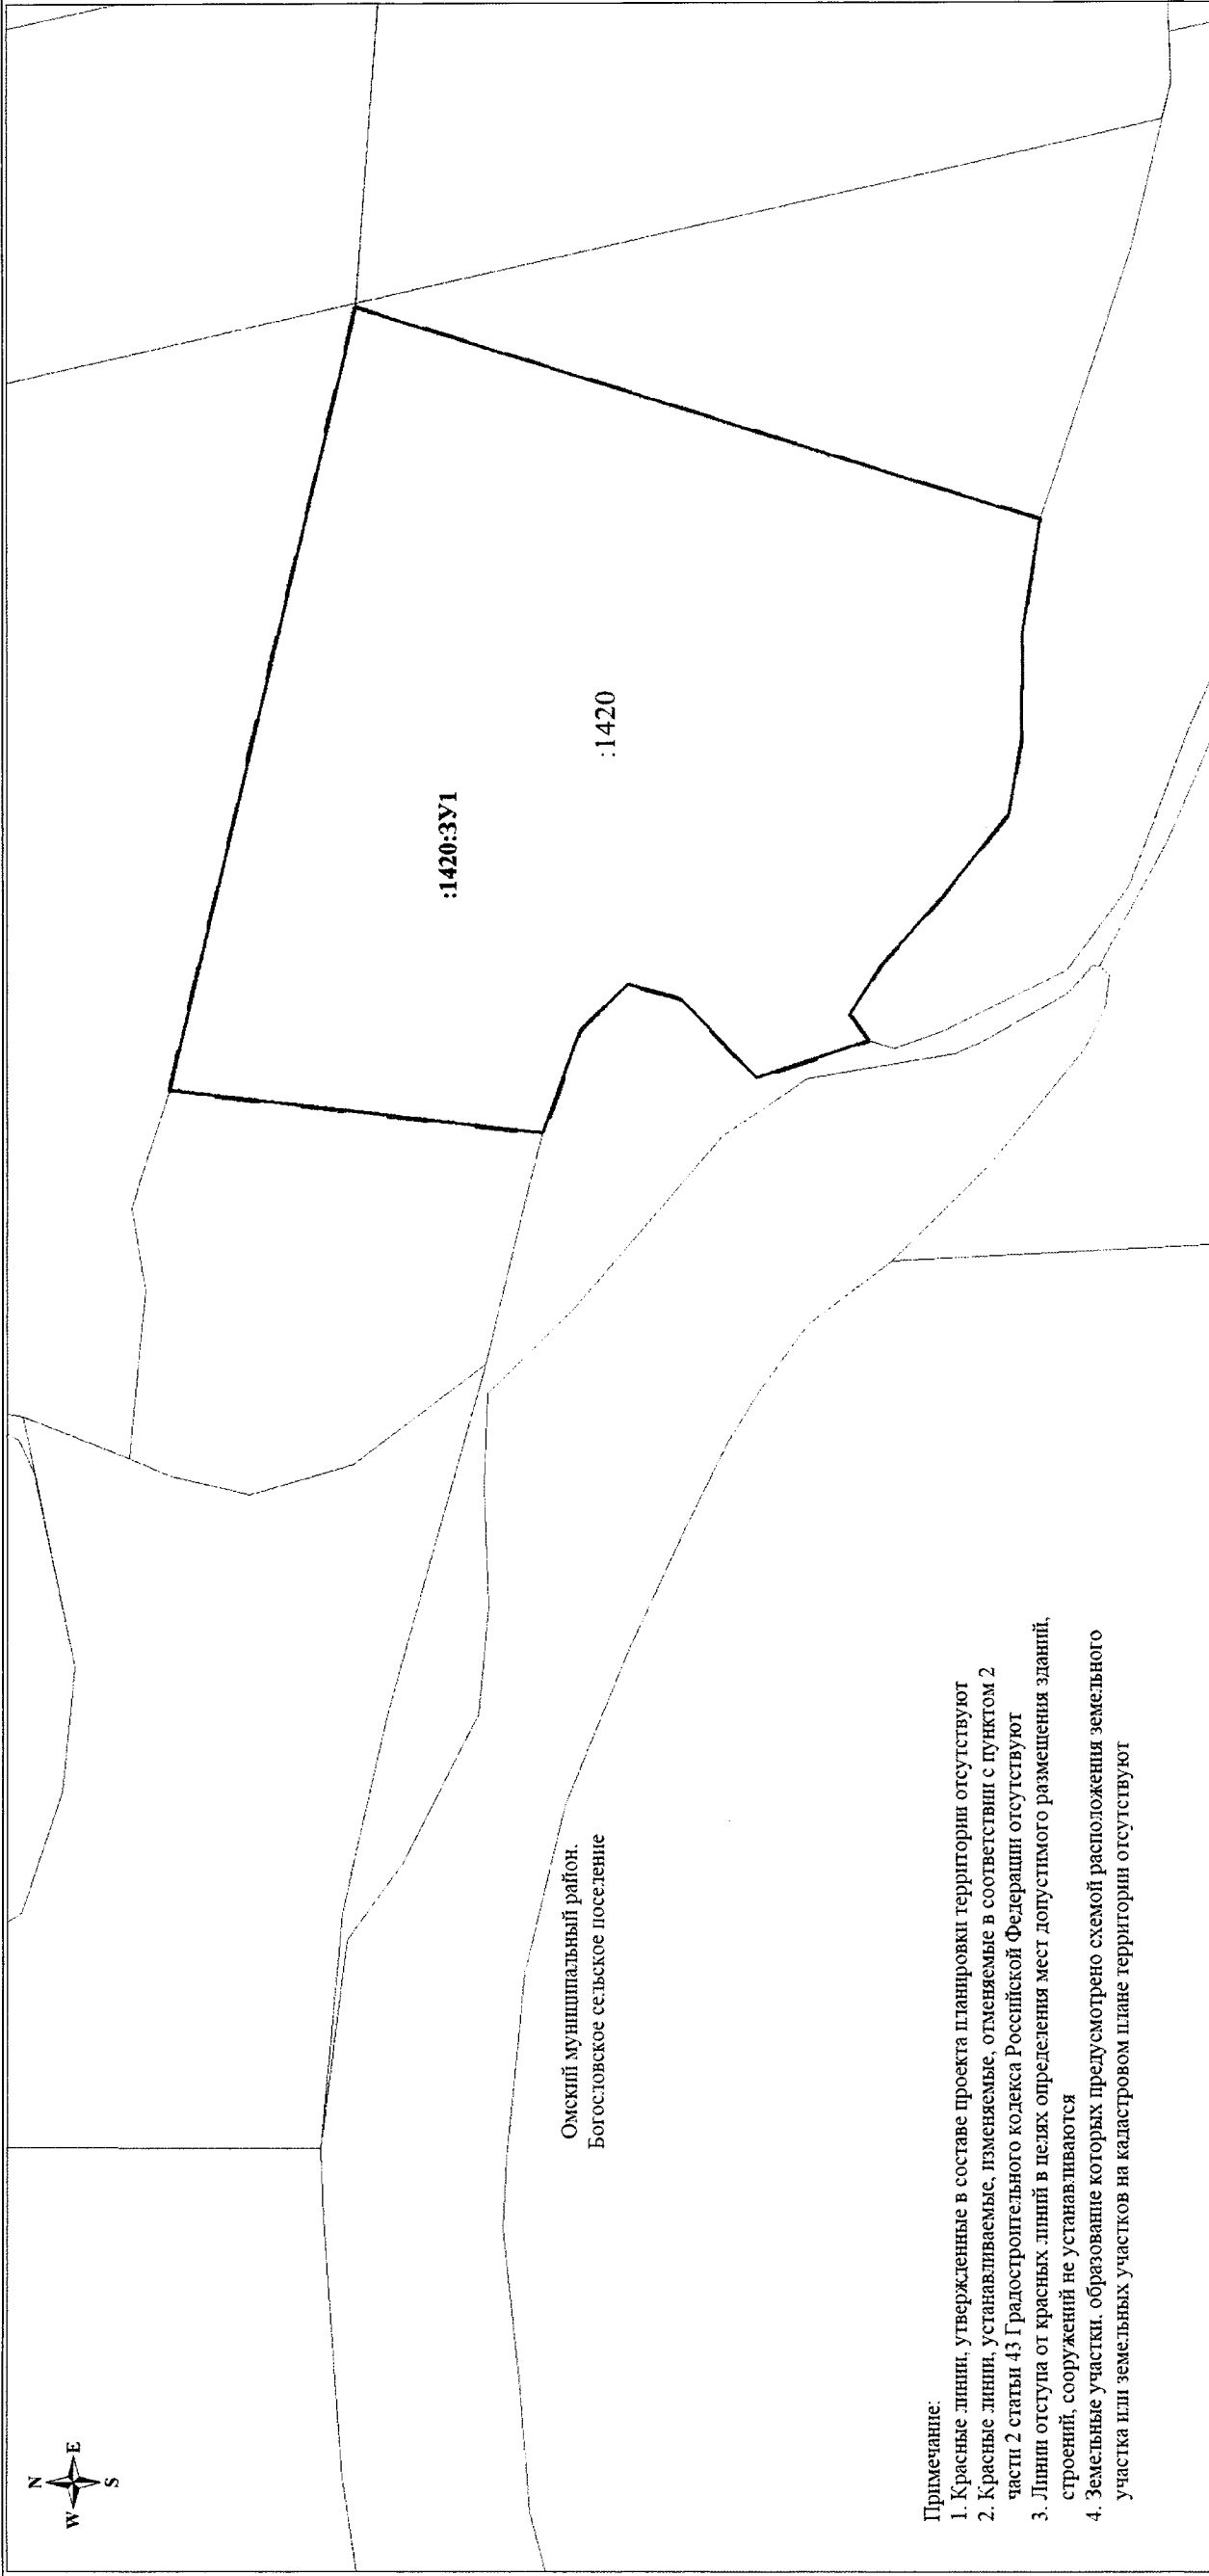 N
W E
S
:1420:ЗУ1
:1420
Омский муниципальный район.
Богословское сельское поселение
Примечание:
1. Красные линии, утвержденные в составе проекта планировки территории отсутствуют
2. Красные линии, устанавливаемые, изменяемые, отменяемые в соответствии с пунктом 2
части 2 статьи 43 Градостроительного кодекса Российской Федерации отсутствуют
3. Линии отступа от красных линий в целях определения мест допустимого размещения зданий,
строений, сооружений не устанавливаются
4. Земельные участки, образование которых предусмотрено схемой расположения земельного
участка или земельных участков на кадастровом плане территории отсутствуют